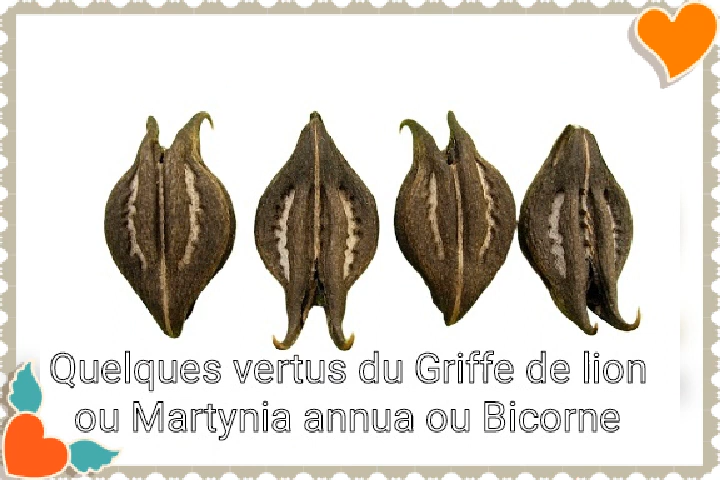 Quelques vertus du Griffe de lion
ou Martynia annua ou Bicorne